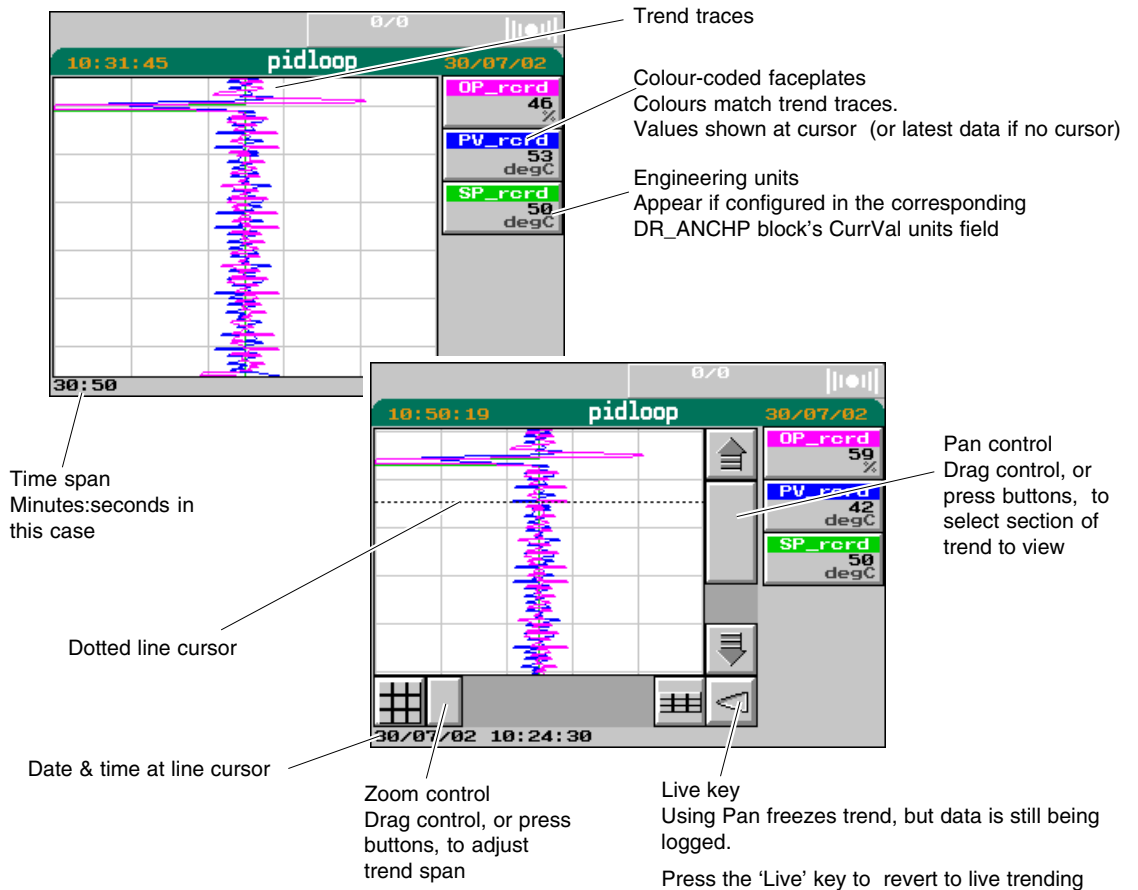 Trend traces
0/0
10:31:45 pidloop 30/07/02
OP_rcrd
46
%
PV_rcrd
53
degC
SP_rcrd
50
degC
30:50
Colour-coded faceplates
Colours match trend traces.
Values shown at cursor (or latest data if no cursor)
Engineering units
Appear if configured in the corresponding
DR_ANCHP block's CurrVal units field
Time span
Minutes:seconds in
this case
0/0
10:50:19 pidloop 30/07/02
OP_rcrd
59
%
PV_rcrd
42
degC
SP_rcrd
50
degC
30/07/02 10:24:30
Pan control
Drag control, or
press buttons, to
select section of
trend to view
Dotted line cursor
Date & time at line cursor
Zoom control
Drag control, or press
buttons, to adjust
trend span
Live key
Using Pan freezes trend, but data is still being
logged.
Press the 'Live' key to revert to live trending